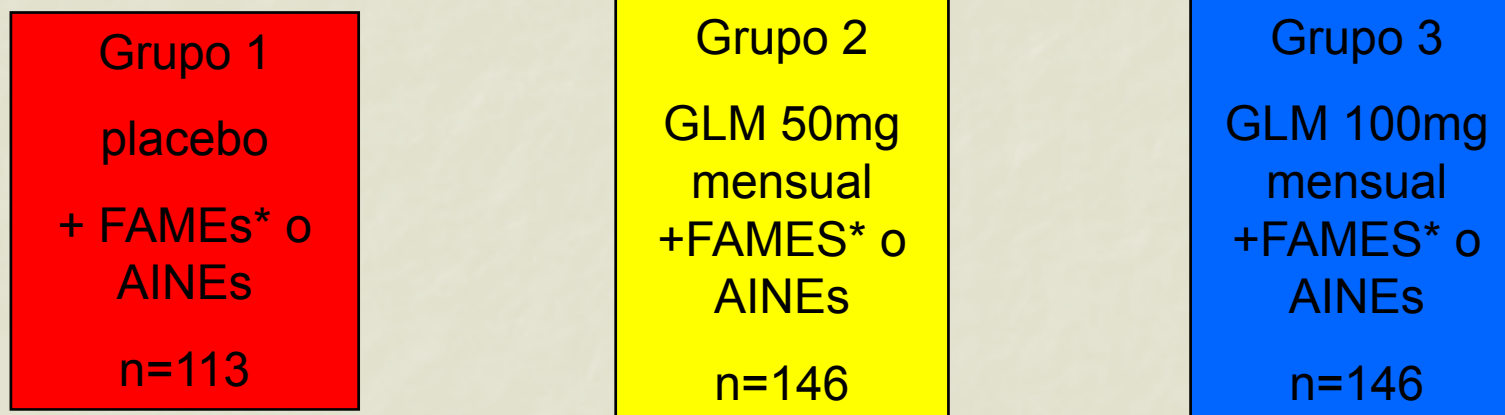 Grupo 1
placebo
+ FAMEs* o
AINEs
n=113
Grupo 2
GLM 50mg
mensual
+FAMES* o
AINEs
n=146
Grupo 3
GLM 100mg
mensual
+FAMES* o
AINEs
n=146